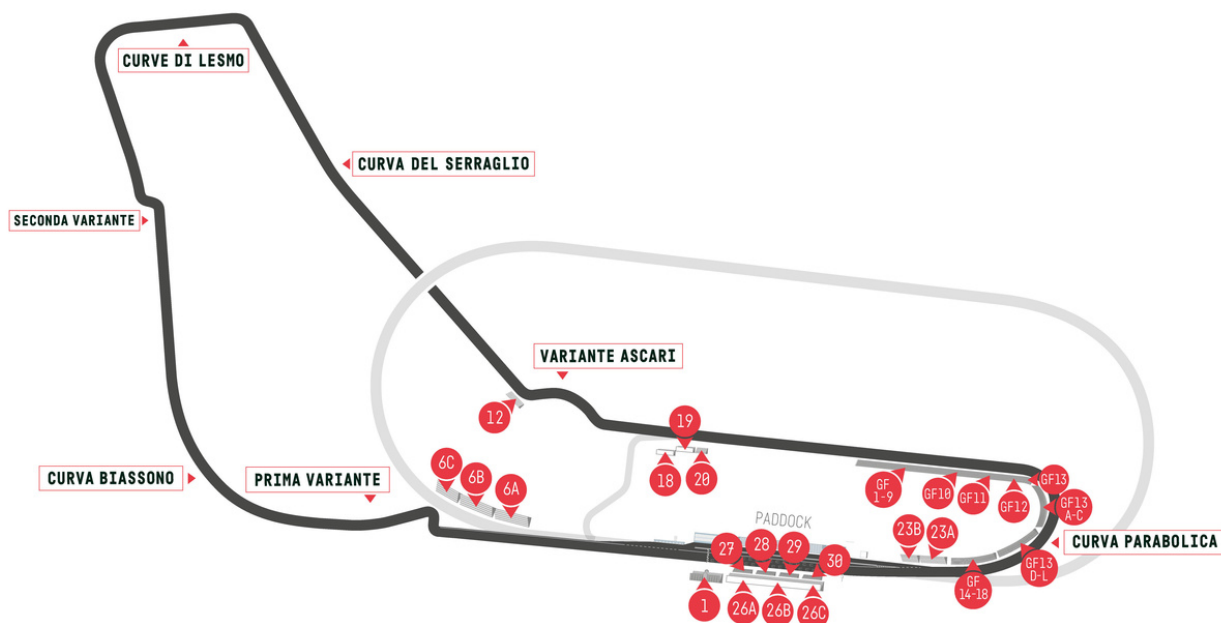 CURVE DI LESMO
CURVA DEL SERRAGLIO
SECONDA VARIANTE
VARIANTE ASCARI
12
19
6C
6B
6A
18
20
CURVA BIASSONO
PRIMA VARIANTE
GF
1-9
GF10
GF11
GF12
GF13
GF13
A-C
PADDOCK
23B
23A
CURVA PARABOLICA
27
28
29
30
GF13
D-L
GF
14-18
1
26A
26B
26C